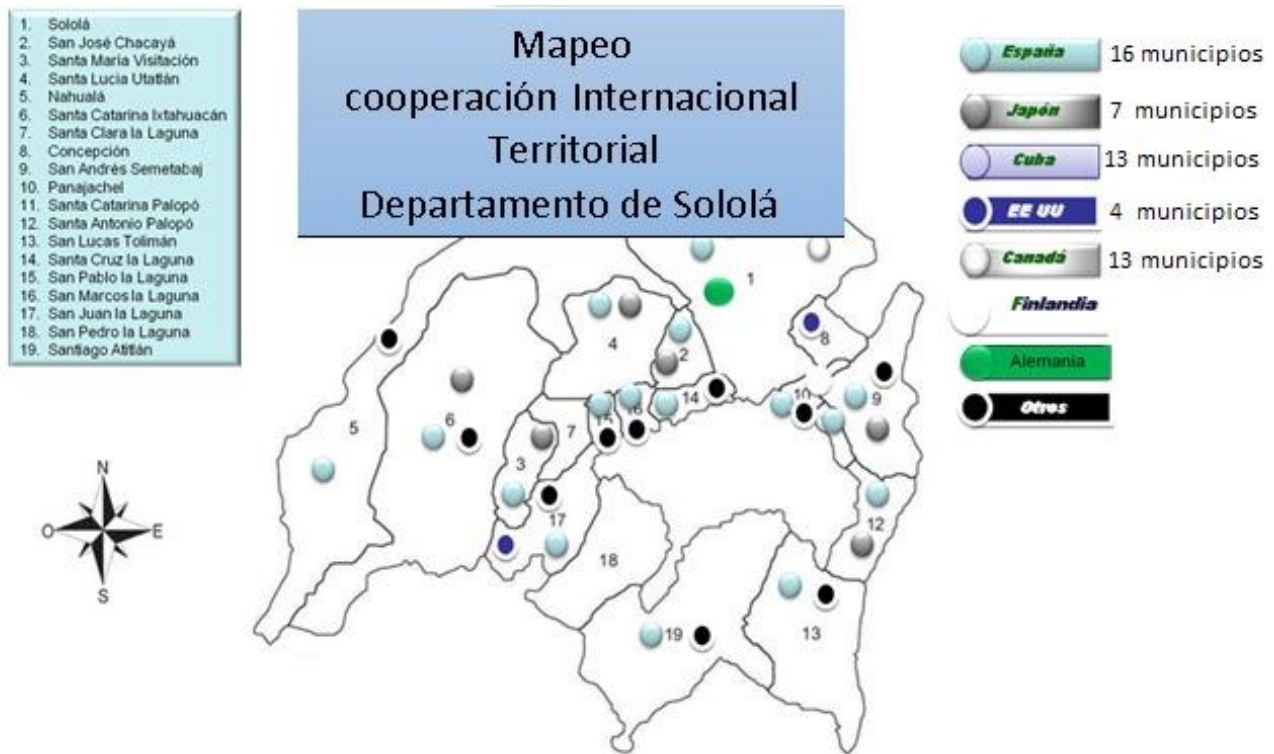 1. Sololá
2. San José Chacayá
3. Santa María Visitación
4. Santa Lucia Utatlán
5. Nahualá
6. Santa Catarina Ixtahuacán
7. Santa Clara la Laguna
8. Concepción
9. San Andrés Semetabaj
10. Panajachel
11. Santa Catarina Palopó
12. Santa Antonio Palopó
13. San Lucas Tolimán
14. Santa Cruz la Laguna
15. San Pablo la Laguna
16. San Marcos la Laguna
17. San Juan la Laguna
18. San Pedro la Laguna
19. Santiago Atitlán
Mapeo
cooperación Internacional
Territorial
Departamento de Sololá
España 16 municipios
Japón 7 municipios
Cuba 13 municipios
EE UU 4 municipios
Canadá 13 municipios
Finlandia
Alemania
Otros
1
8
2
4
14
16
10
9
5
6
7
3
17
12
18
19
13
N
O
E
S